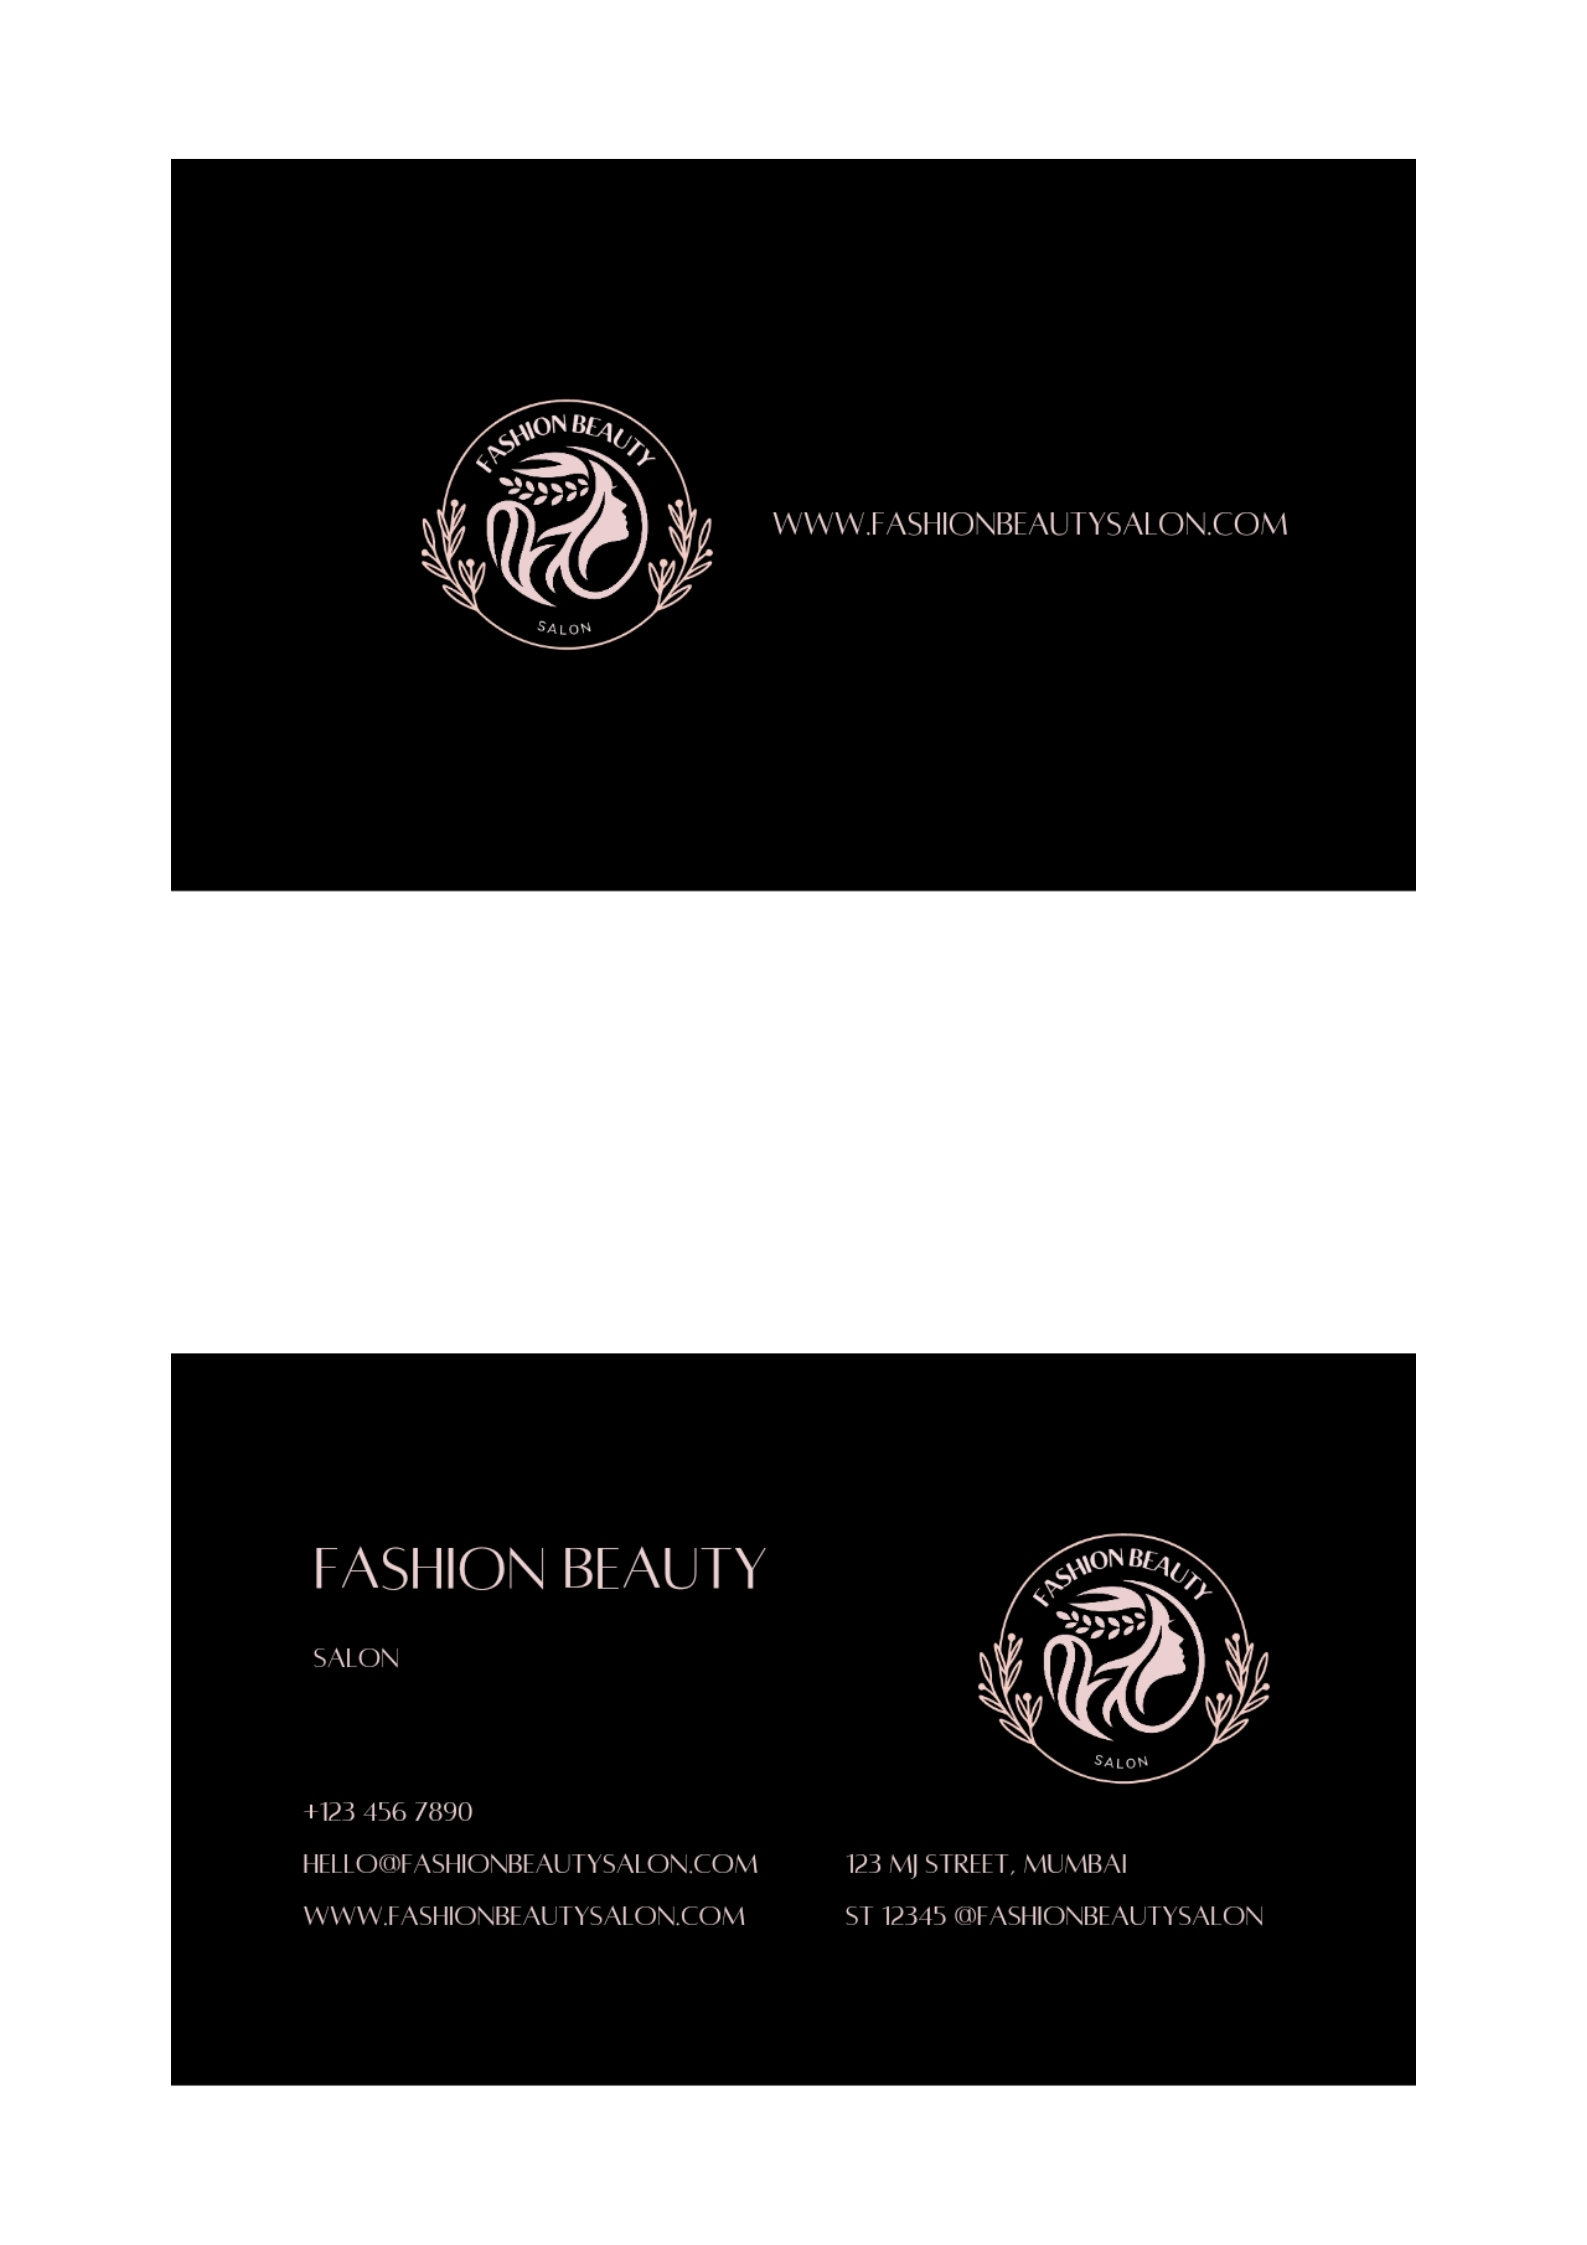 FASHION BEAUTY
SALON
WWW.FASHIONBEAUTYSALON.COM
FASHION BEAUTY
SALON
FASHION BEAUTY
SALON
+123 456 7890
HELLO@FASHIONBEAUTYSALON.COM
WWW.FASHIONBEAUTYSALON.COM
123 MJ STREET, MUMBAI
ST 12345 @FASHIONBEAUTYSALON